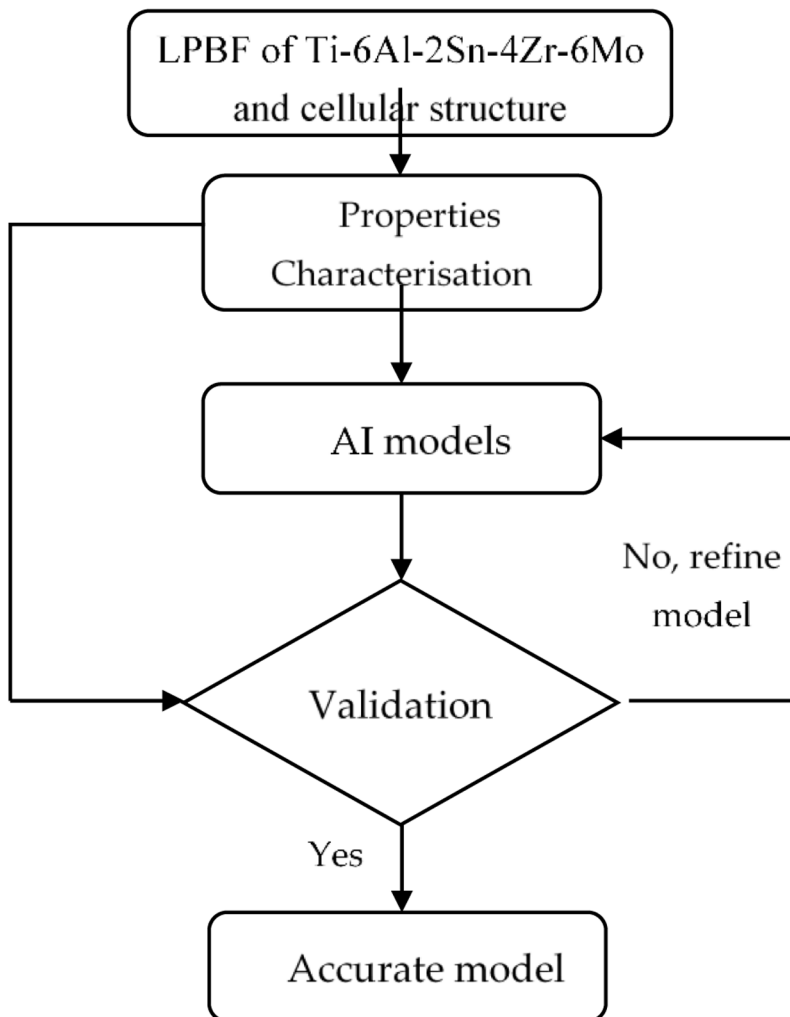 LPBF of Ti-6Al-2Sn-4Zr-6Mo
and cellular structure
Properties
Characterisation
AI models
No, refine
model
Validation
Yes
Accurate model